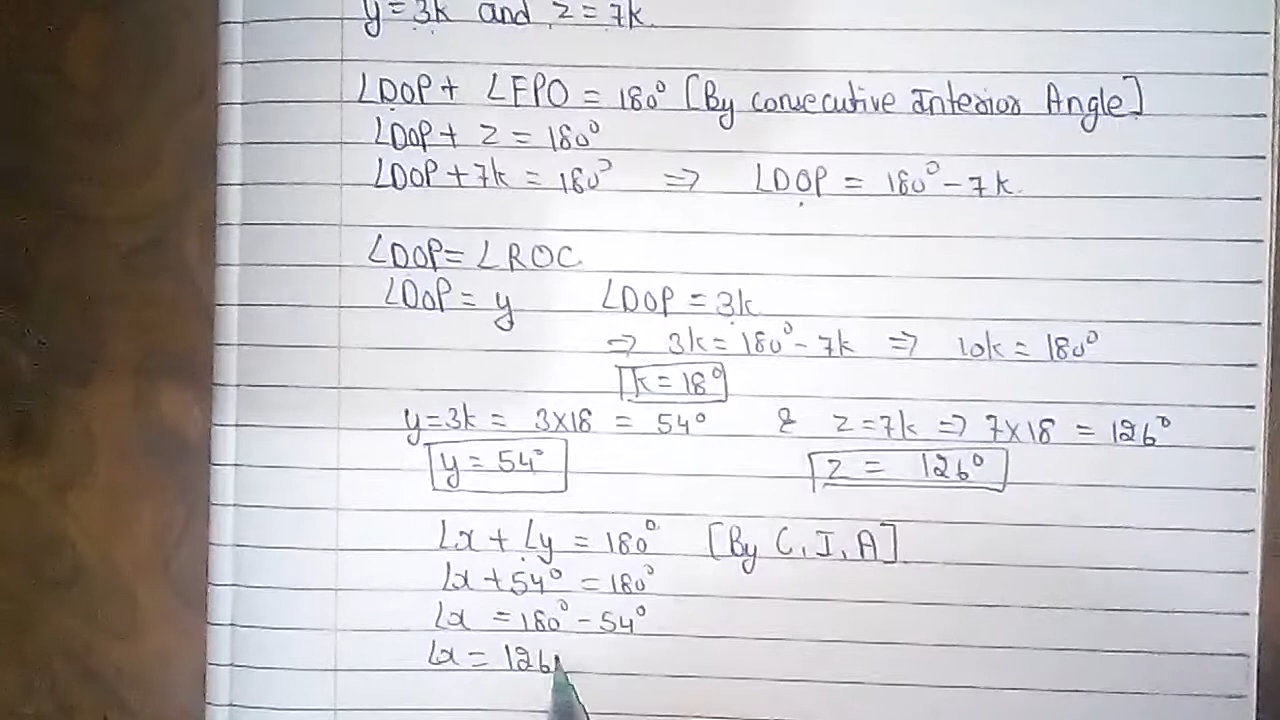 y = 3k and z = 7k
∠DOP + ∠FPO = 180° [By consecutive Interior Angle]
∠DOP + z = 180°
∠DOP + 7k = 180° ⇒ ∠DOP = 180° - 7k
∠DOP = ∠ROC
∠DOP = y ∠DOP = 3k
⇒ 3k = 180° - 7k ⇒ 10k = 180°
k = 18°
y = 3k = 3×18 = 54° & z = 7k ⇒ 7×18 = 126°
y = 54° z = 126°
∠x + ∠y = 180° [By C, I, A]
∠x + 54° = 180°
∠x = 180° - 54°
∠x = 126